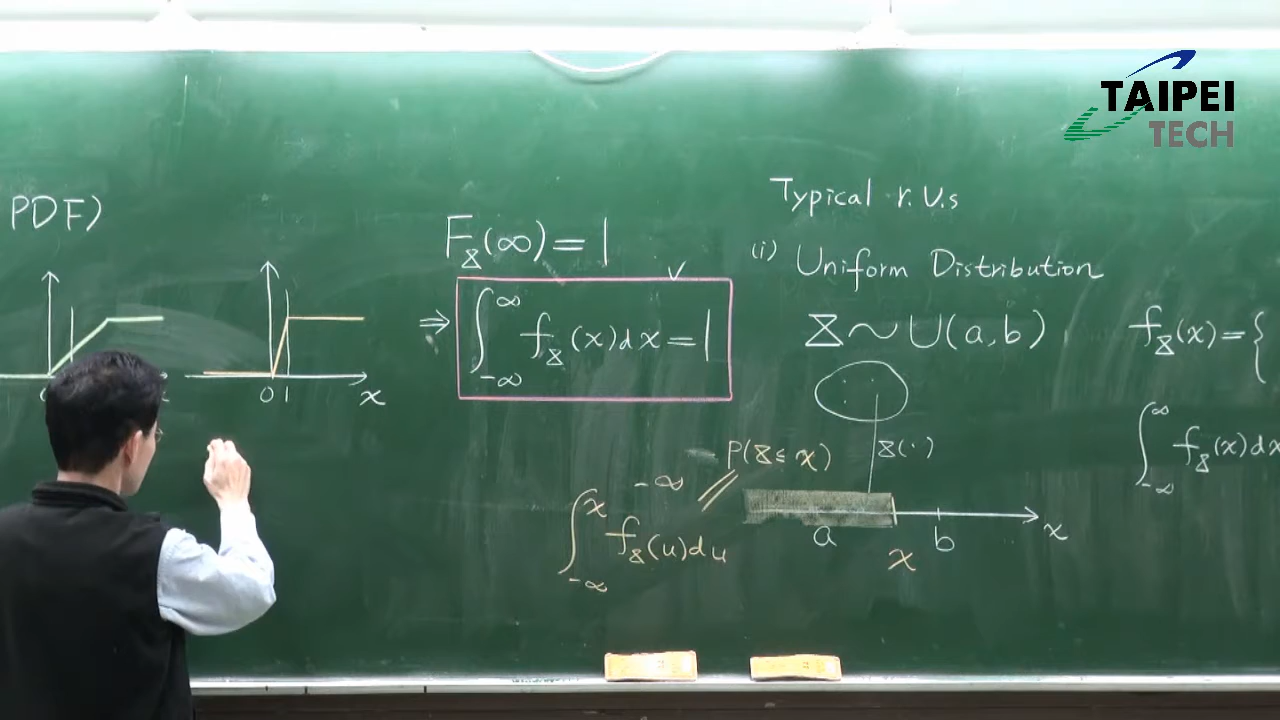 TAIPEI
TECH
PDF)
x
0 1
x
F_X(∞) = 1
⇒ ∫_{-∞}^{∞} f_X(x)dx = 1
Typical r.v.s
(i) Uniform Distribution
X ~ U(a,b)
f_X(x) = {
∫_{-∞}^{∞} f_X(x)dx
P(X ≤ x)
X(·)
-∞
∫_{-∞}^{x} f_X(u)du
a
x
b
x